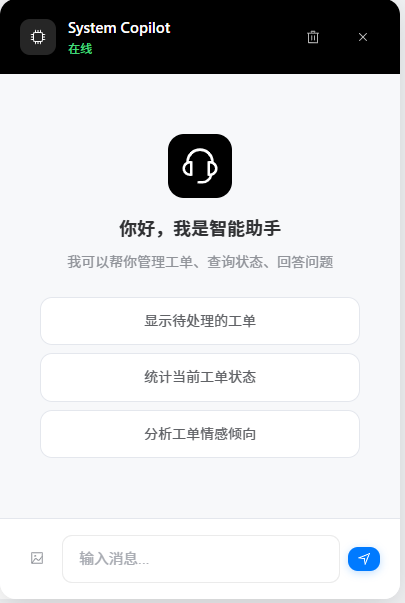 System Copilot
在线
你好，我是智能助手
我可以帮你管理工单、查询状态、回答问题
显示待处理的工单
统计当前工单状态
分析工单情感倾向
输入消息...